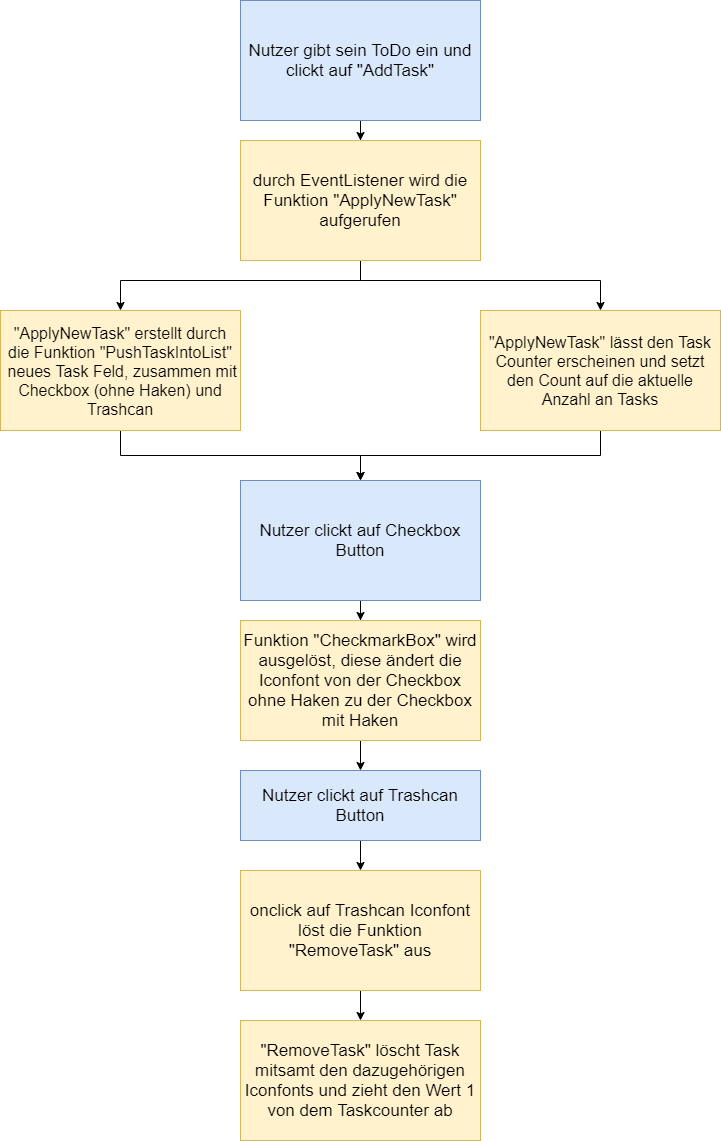 Nutzer gibt sein ToDo ein und
clickt auf "AddTask"
durch EventListener wird die
Funktion "ApplyNewTask"
aufgerufen
"ApplyNewTask" erstellt durch
die Funktion "PushTaskIntoList"
neues Task Feld, zusammen mit
Checkbox (ohne Haken) und
Trashcan
"ApplyNewTask" lässt den Task
Counter erscheinen und setzt
den Count auf die aktuelle
Anzahl an Tasks
Nutzer clickt auf Checkbox
Button
Funktion "CheckmarkBox" wird
ausgelöst, diese ändert die
Iconfont von der Checkbox
ohne Haken zu der Checkbox
mit Haken
Nutzer clickt auf Trashcan
Button
onclick auf Trashcan Iconfont
löst die Funktion
"RemoveTask" aus
"RemoveTask" löscht Task
mitsamt den dazugehörigen
Iconfonts und zieht den Wert 1
von dem Taskcounter ab